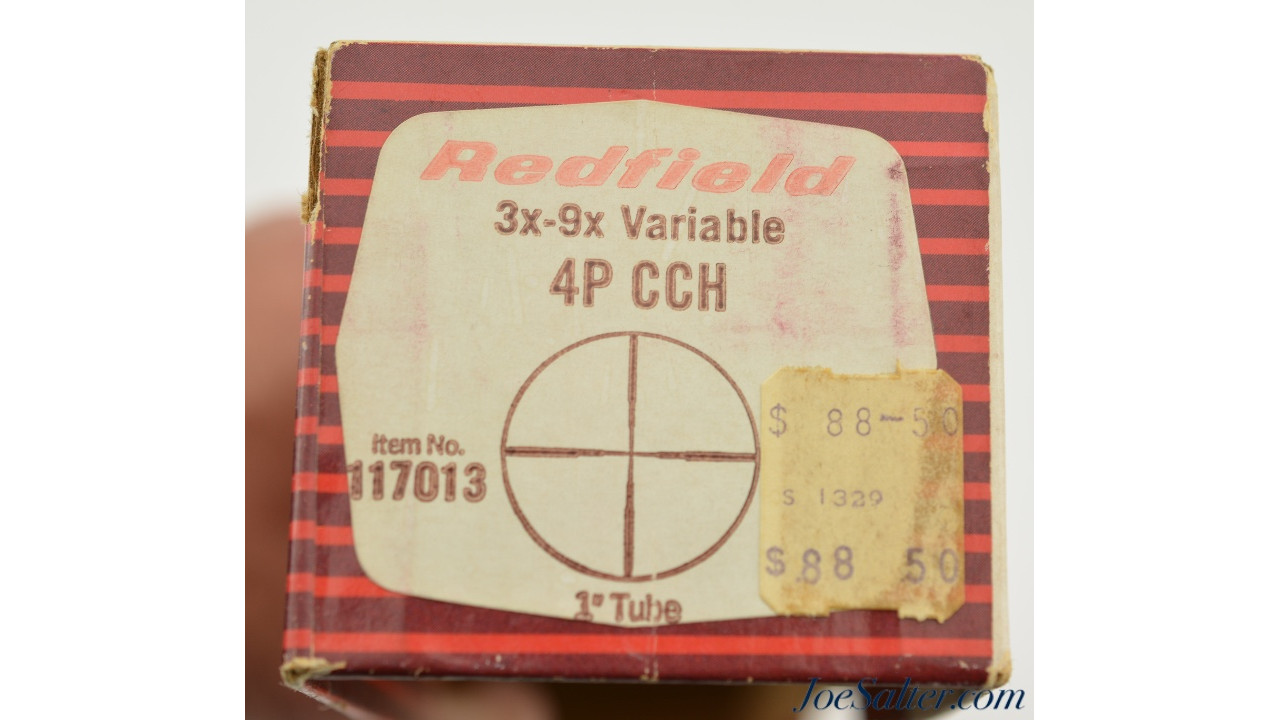 Redfield
3x-9x Variable
4P CCH
Item No.
117013
1" Tube
$ 88-50
S 1329
$ 88 50
JoeSalter.com